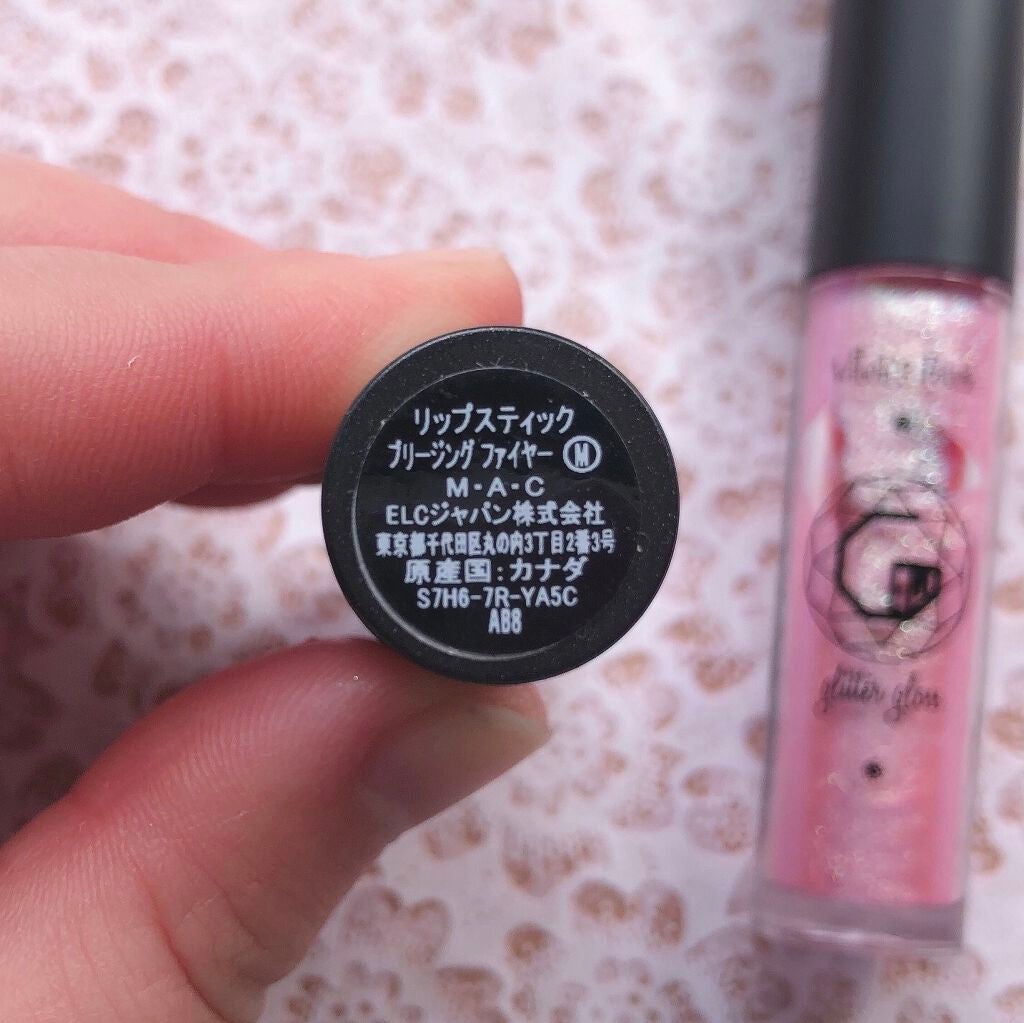 リップスティック
ブリージング ファイヤー Ⓜ
M・A・C
ELCジャパン株式会社
東京都千代田区丸の内3丁目2番3号
原産国:カナダ
S7H6-7R-YA5C
AB8
G
glitter gloss